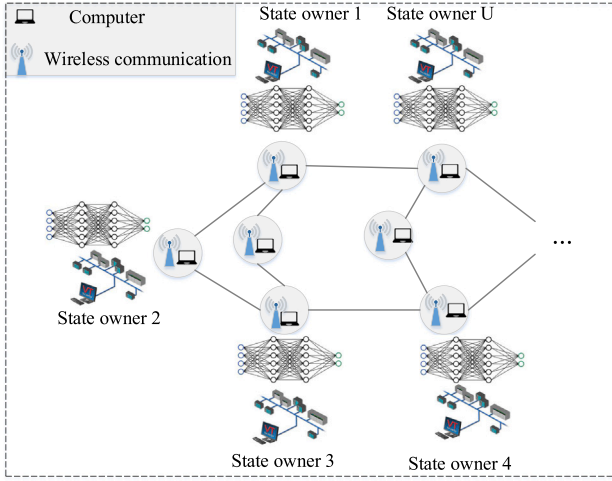 State owner 1
State owner U
Computer
Wireless communication
...
State owner 2
State owner 3
State owner 4